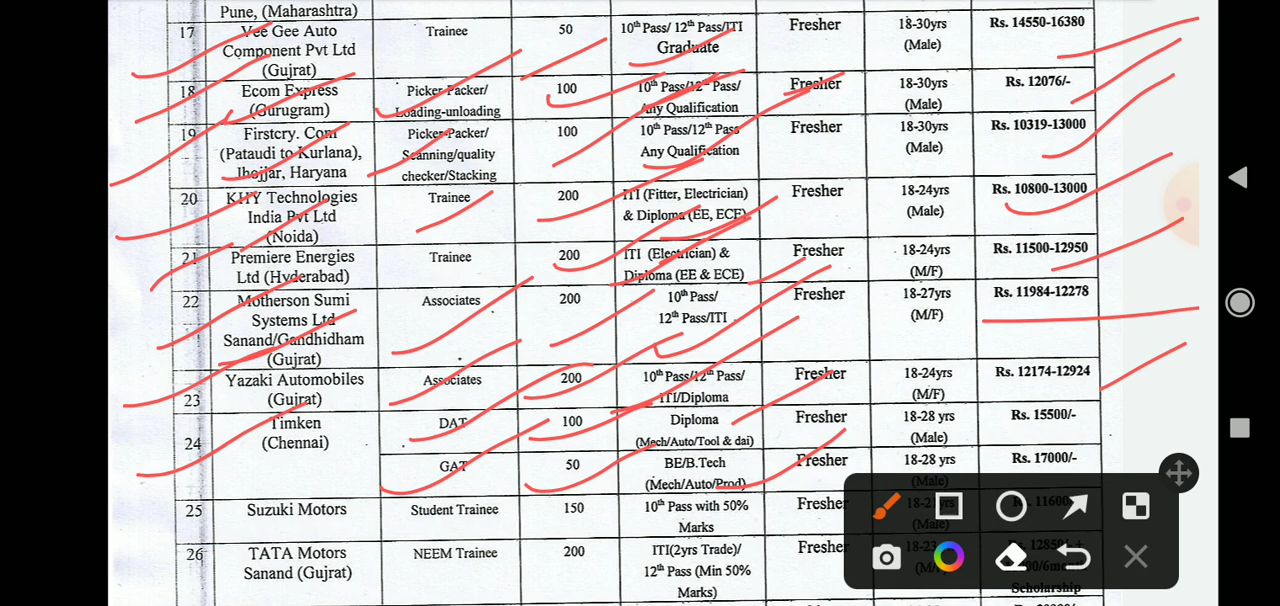 Pune, (Maharashtra)
17 Vee Gee Auto Component Pvt Ltd (Gujrat) Trainee 50 10th Pass/ 12th Pass/ITI Graduate Fresher 18-30yrs (Male) Rs. 14550-16380
18 Ecom Express (Gurugram) Picker Packer/ Loading-unloading 100 10th Pass/12th Pass/ Any Qualification Fresher 18-30yrs (Male) Rs. 12076/-
19 Firstcry. Com (Pataudi to Kurlana), Jhojjar, Haryana Picker Packer/ Scanning/quality checker/Stacking 100 10th Pass/12th Pass Any Qualification Fresher 18-30yrs (Male) Rs. 10319-13000
20 KHY Technologies India Pvt Ltd (Noida) Trainee 200 ITI (Fitter, Electrician) & Diploma (EE, ECE) Fresher 18-24yrs (Male) Rs. 10800-13000
21 Premiere Energies Ltd (Hyderabad) Trainee 200 ITI (Electrician) & Diploma (EE & ECE) Fresher 18-24yrs (M/F) Rs. 11500-12950
22 Motherson Sumi Systems Ltd Sanand/Gandhidham (Gujrat) Associates 200 10th Pass/ 12th Pass/ITI Fresher 18-27yrs (M/F) Rs. 11984-12278
23 Yazaki Automobiles (Gujrat) Associates 200 10th Pass/12th Pass/ ITI/Diploma Fresher 18-24yrs (M/F) Rs. 12174-12924
24 Timken (Chennai) DAT 100 Diploma (Mech/Auto/Tool & dai) Fresher 18-28 yrs (Male) Rs. 15500/-
GAT 50 BE/B.Tech (Mech/Auto/Prod) Fresher 18-28 yrs (Male) Rs. 17000/-
25 Suzuki Motors Student Trainee 150 10th Pass with 50% Marks Fresher (Male)
26 TATA Motors Sanand (Gujrat) NEEM Trainee 200 ITI(2yrs Trade)/ 12th Pass (Min 50% Marks) Fresher Scholarship